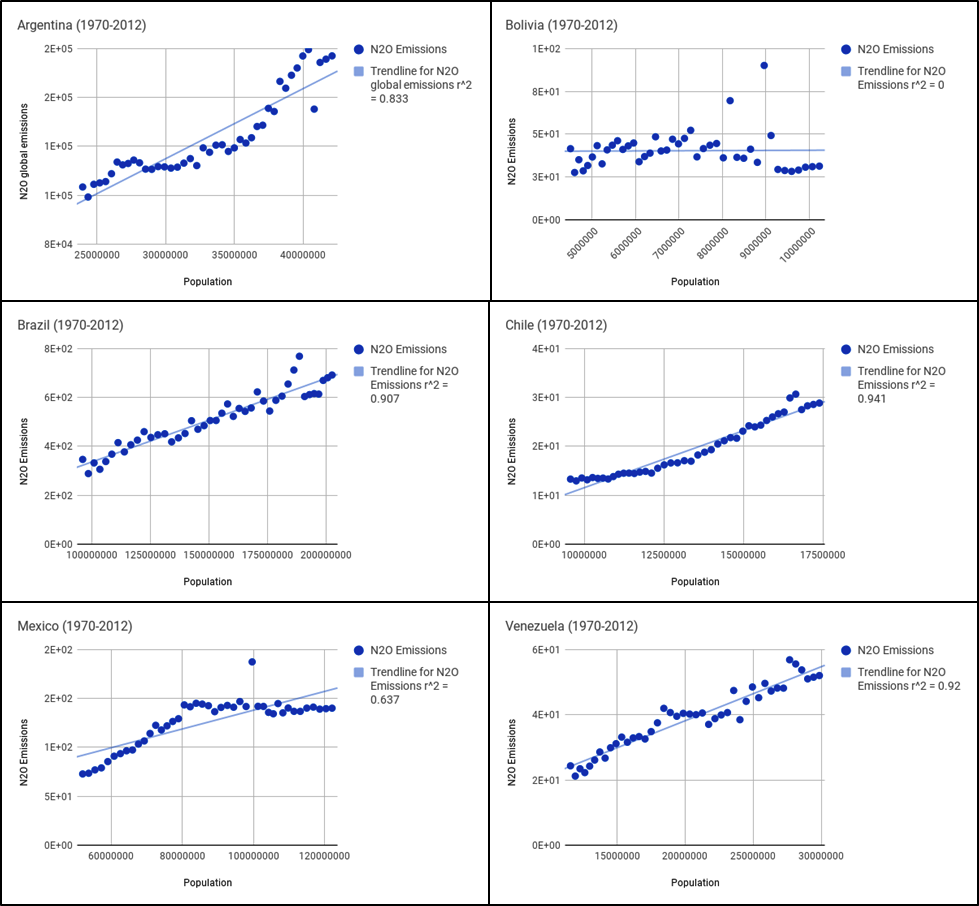 Argentina (1970-2012)
2E+05
2E+05
1E+05
1E+05
8E+04
N2O global emissions
25000000 30000000 35000000 40000000
Population
N2O Emissions
Trendline for N2O
global emissions r^2
= 0.833
Bolivia (1970-2012)
1E+02
8E+01
5E+01
3E+01
0E+00
N2O Emissions
5000000 6000000 7000000 8000000 9000000 10000000
Population
N2O Emissions
Trendline for N2O
Emissions r^2 = 0
Brazil (1970-2012)
8E+02
6E+02
4E+02
2E+02
0E+00
N2O Emissions
100000000 125000000 150000000 175000000 200000000
Population
N2O Emissions
Trendline for N2O
Emissions r^2 =
0.907
Chile (1970-2012)
4E+01
3E+01
2E+01
1E+01
0E+00
N2O Emissions
10000000 12500000 15000000 17500000
Population
N2O Emissions
Trendline for N2O
Emissions r^2 =
0.941
Mexico (1970-2012)
2E+02
2E+02
1E+02
5E+01
0E+00
N2O Emissions
60000000 80000000 100000000 120000000
Population
N2O Emissions
Trendline for N2O
Emissions r^2 =
0.637
Venezuela (1970-2012)
6E+01
4E+01
2E+01
0E+00
N2O Emissions
15000000 20000000 25000000 30000000
Population
N2O Emissions
Trendline for N2O
Emissions r^2 = 0.92